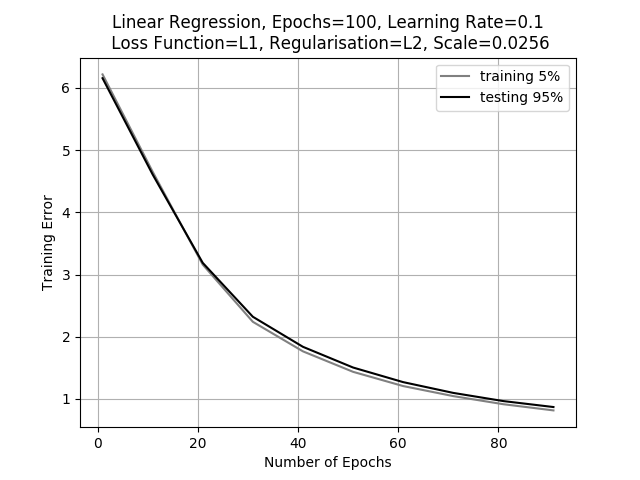 Linear Regression, Epochs=100, Learning Rate=0.1
Loss Function=L1, Regularisation=L2, Scale=0.0256
training 5%
testing 95%
6
5
4
3
2
1
Training Error
0
20
40
60
80
Number of Epochs